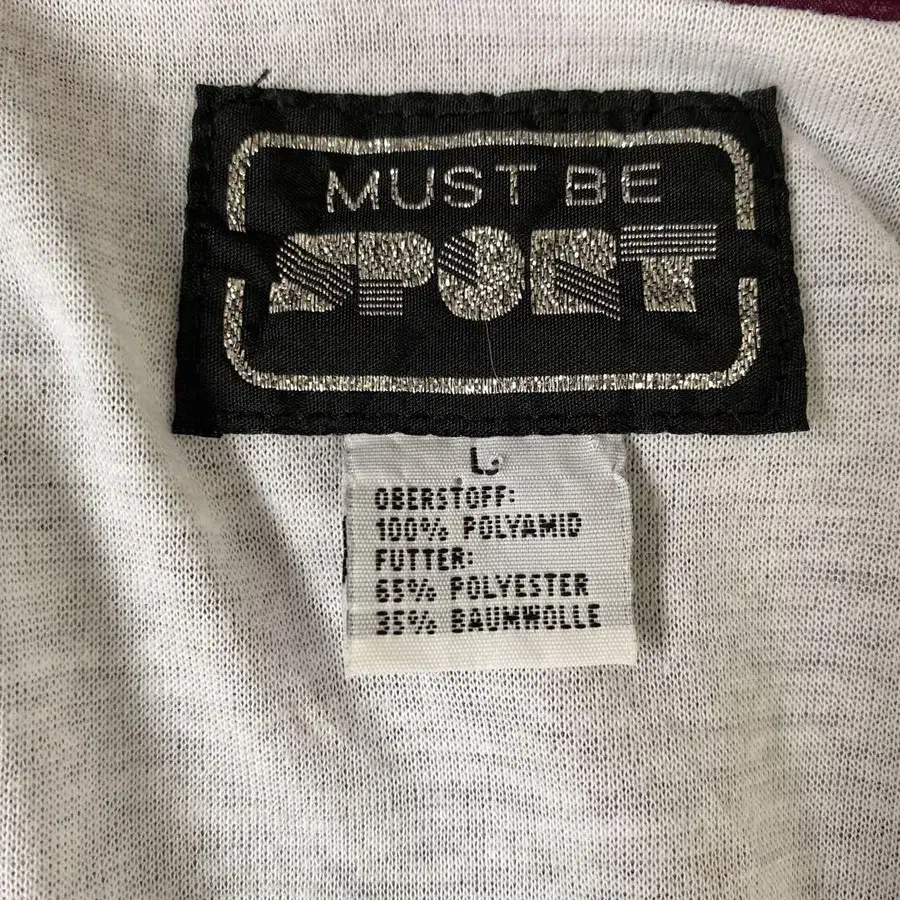 MUST BE
SPORT
L
OBERSTOFF:
100% POLYAMID
FUTTER:
65% POLYESTER
35% BAUMWOLLE